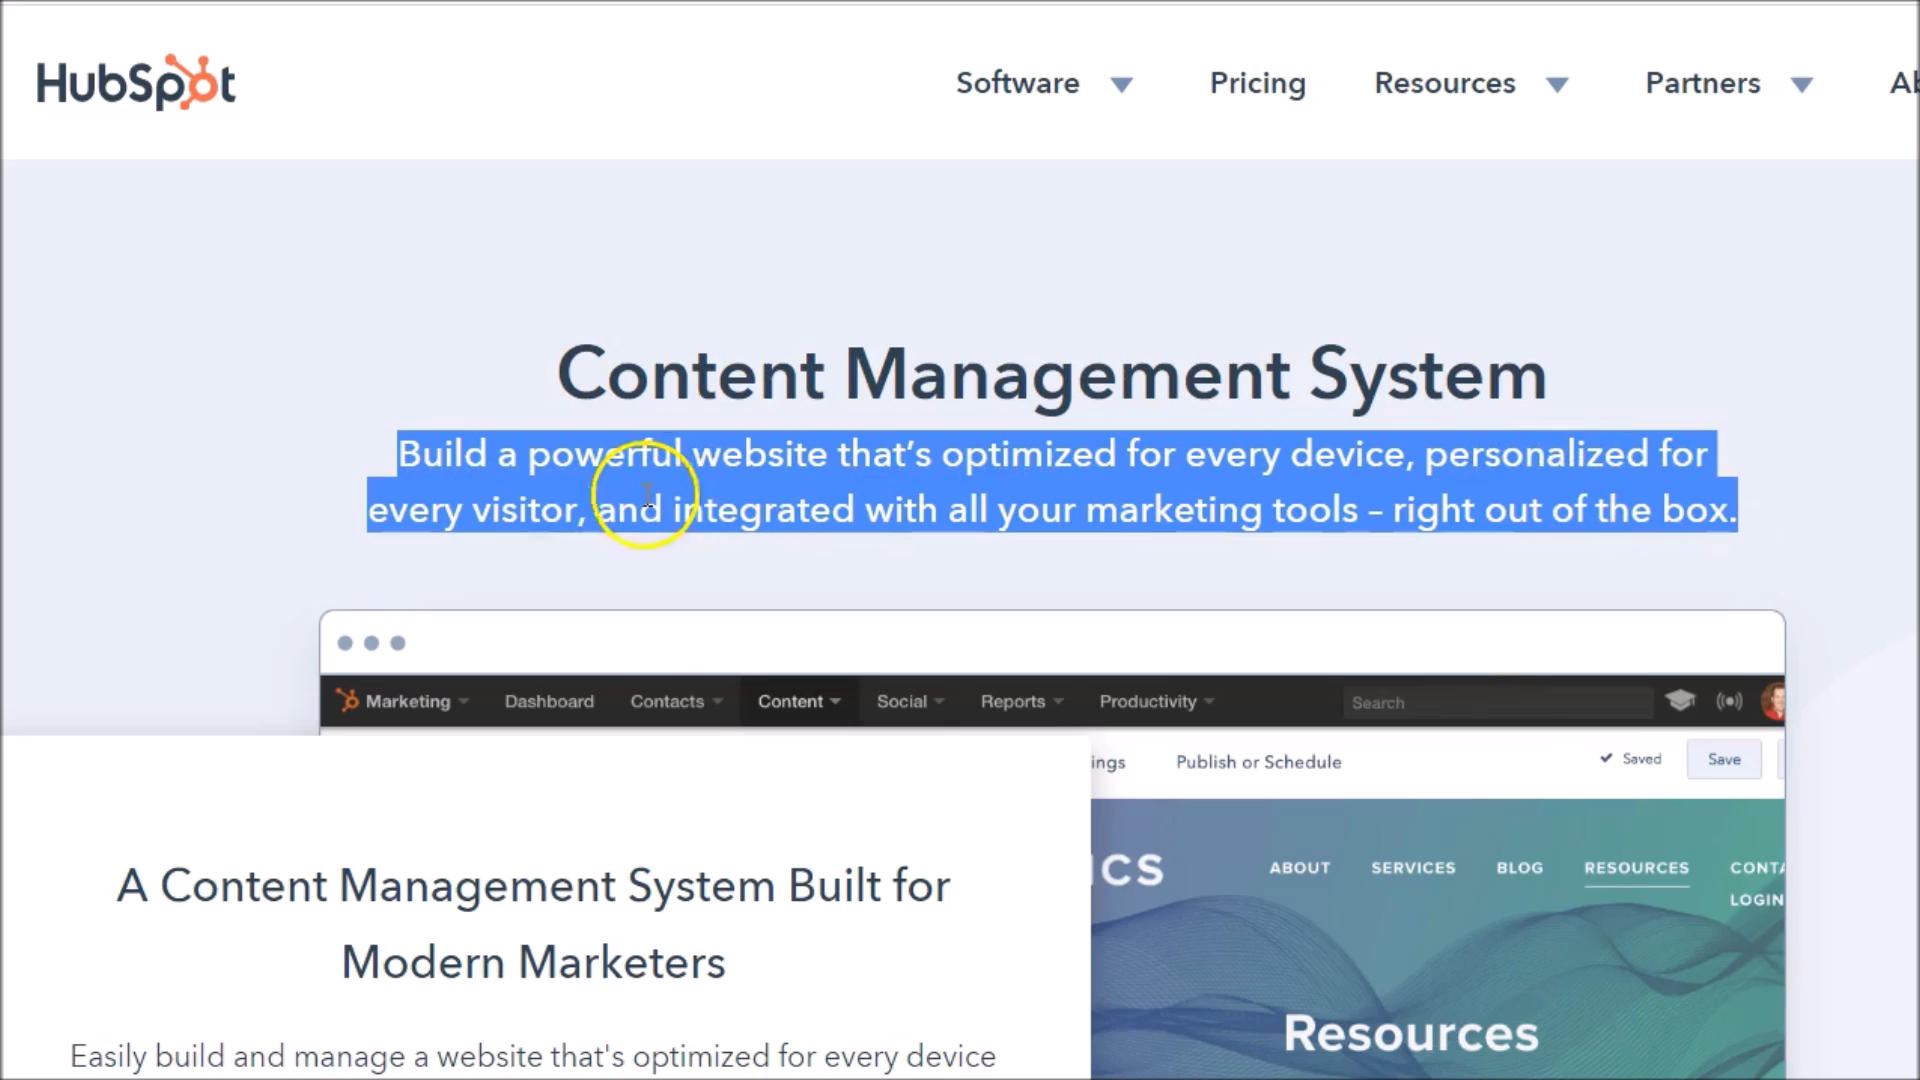 HubSpot
Software Pricing Resources Partners Ab
Content Management System
Build a powerful website that’s optimized for every device, personalized for
every visitor, and integrated with all your marketing tools – right out of the box.
Marketing Dashboard Contacts Content Social Reports Productivity Search
ings Publish or Schedule Saved Save
A Content Management System Built for
Modern Marketers
Easily build and manage a website that's optimized for every device
ICS ABOUT SERVICES BLOG RESOURCES CONTA
LOGIN
Resources